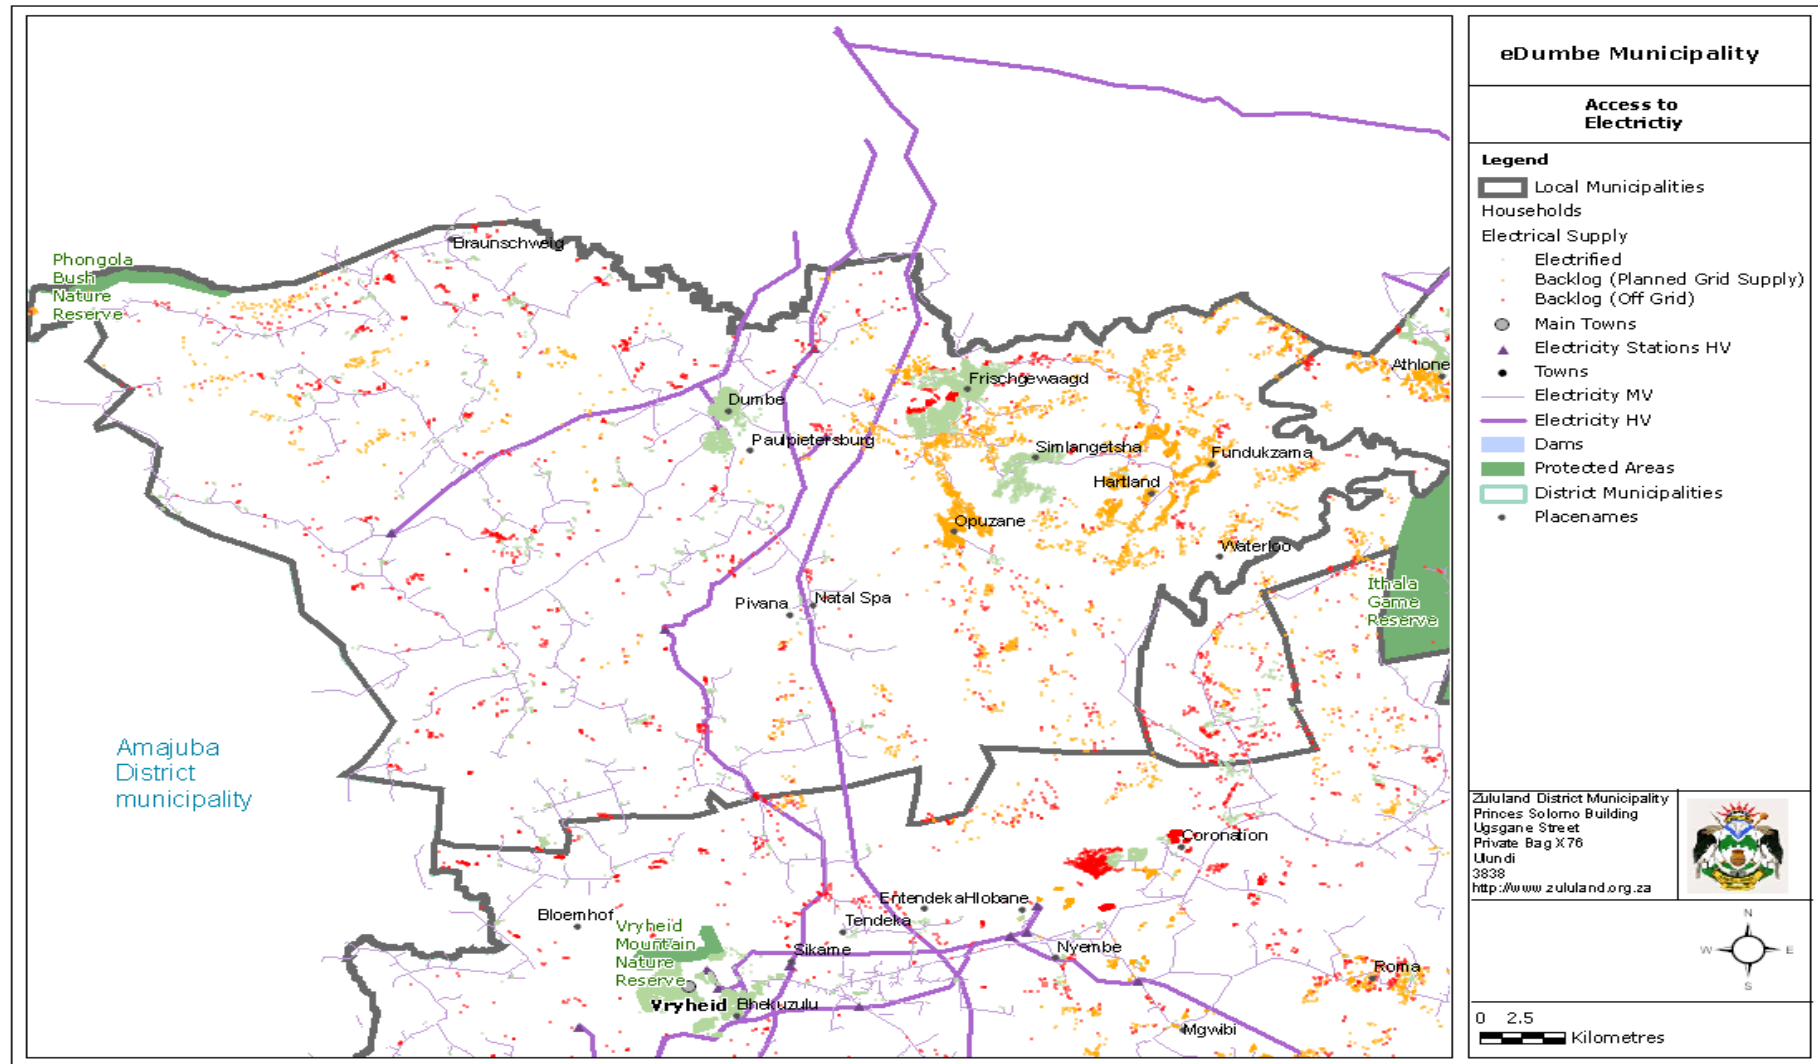 eDumbe Municipality
Access to
Electrictiy
Legend
Local Municipalities
Households
Electrical Supply
Electrified
Backlog (Planned Grid Supply)
Backlog (Off Grid)
Main Towns
Electricity Stations HV
Towns
Electricity MV
Electricity HV
Dams
Protected Areas
District Municipalities
Placenames
Zululand District Municipality
Princes Solomo Building
Ugsgane Street
Private Bag X76
Ulundi
3838
http://www.zululand.org.za
N
W
E
S
0 2.5
Kilometres
Braunschweig
Phongola
Bush
Nature
Reserve
Athlone
Frischgewaagd
Dumbe
Paulpietersburg
Simlangetsha
Fundukzama
Hartland
Opuzane
Waterloo
Ithala
Game
Reserve
Pivana
Natal Spa
Amajuba
District
municipality
Coronation
Entendeka
Hlobane
Bloemhof
Tendeka
Vryheid
Mountain
Nature
Reserve
Sikame
Nyembe
Roma
Vryheid
Bhekuzulu
Mgwibi